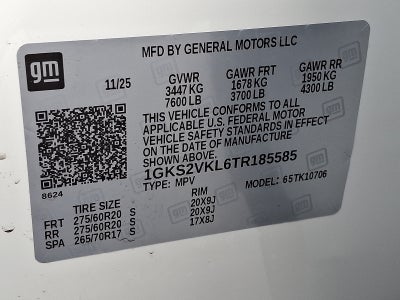 gm
MFD BY GENERAL MOTORS LLC
11/25
GVWR GAWR FRT GAWR RR
3447 KG 1678 KG 1950 KG
7600 LB 3700 LB 4300 LB
THIS VEHICLE CONFORMS TO ALL
APPLICABLE U.S. FEDERAL MOTOR
VEHICLE SAFETY STANDARDS IN EFFECT
ON THE DATE OF MANUFACTURE
1GKS2VKL6TR185585
TYPE: MPV MODEL: 65TK10706
8624
TIRE SIZE RIM
FRT 275/60R20 S 20X9J
RR 275/60R20 S 20X9J
SPA 265/70R17 S 17X8J